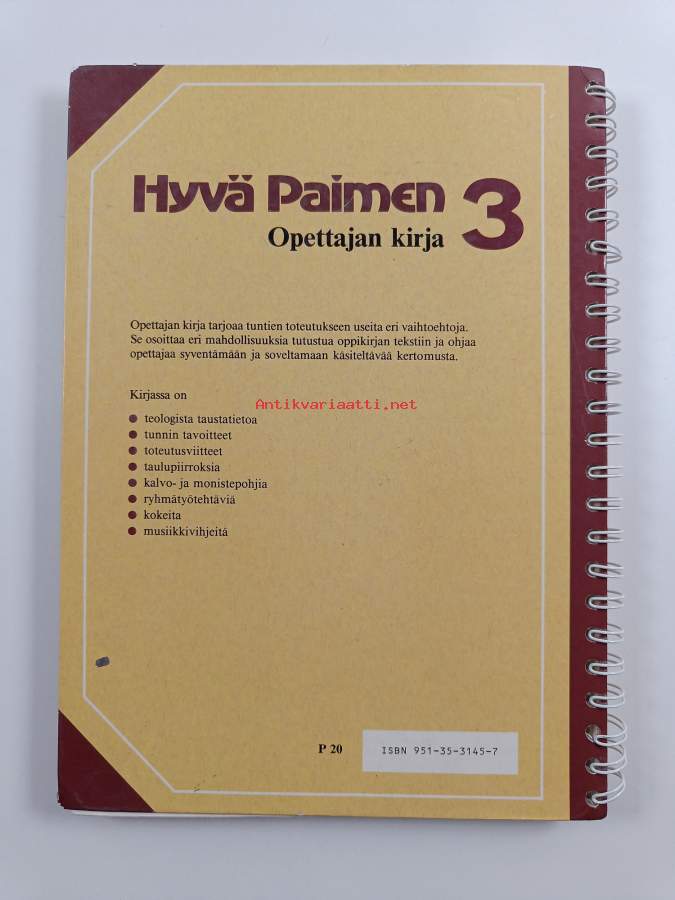 Hyvä Paimen 3
Opettajan kirja
Opettajan kirja tarjoaa tuntien toteutukseen useita eri vaihtoehtoja.
Se osoittaa eri mahdollisuuksia tutustua oppikirjan tekstiin ja ohjaa
opettajaa syventämään ja soveltamaan käsiteltävää kertomusta.
Kirjassa on
Antikvariaatti.net
● teologista taustatietoa
● tunnin tavoitteet
● toteutusviitteet
● taulupiirroksia
● kalvo- ja monistepohjia
● ryhmätyötehtäviä
● kokeita
● musiikkivihjeitä
P 20
ISBN 951-35-3145-7